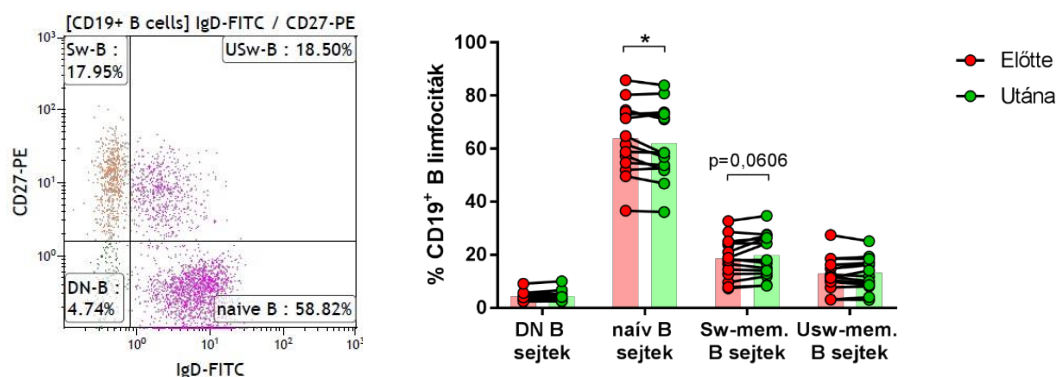 [CD19+ B cells] IgD-FITC / CD27-PE
10³
Sw-B :
17.95%
USw-B : 18.50%
10²
CD27-PE
10¹
10⁰
DN-B :
4.74%
naive B : 58.82%
10⁰ 10¹ 10² 10³
IgD-FITC
% CD19⁺ B limfociták
100
80
60
40
20
0
*
p=0,0606
DN B
sejtek
naív B
sejtek
Sw-mem.
B sejtek
Usw-mem.
B sejtek
Előtte
Utána